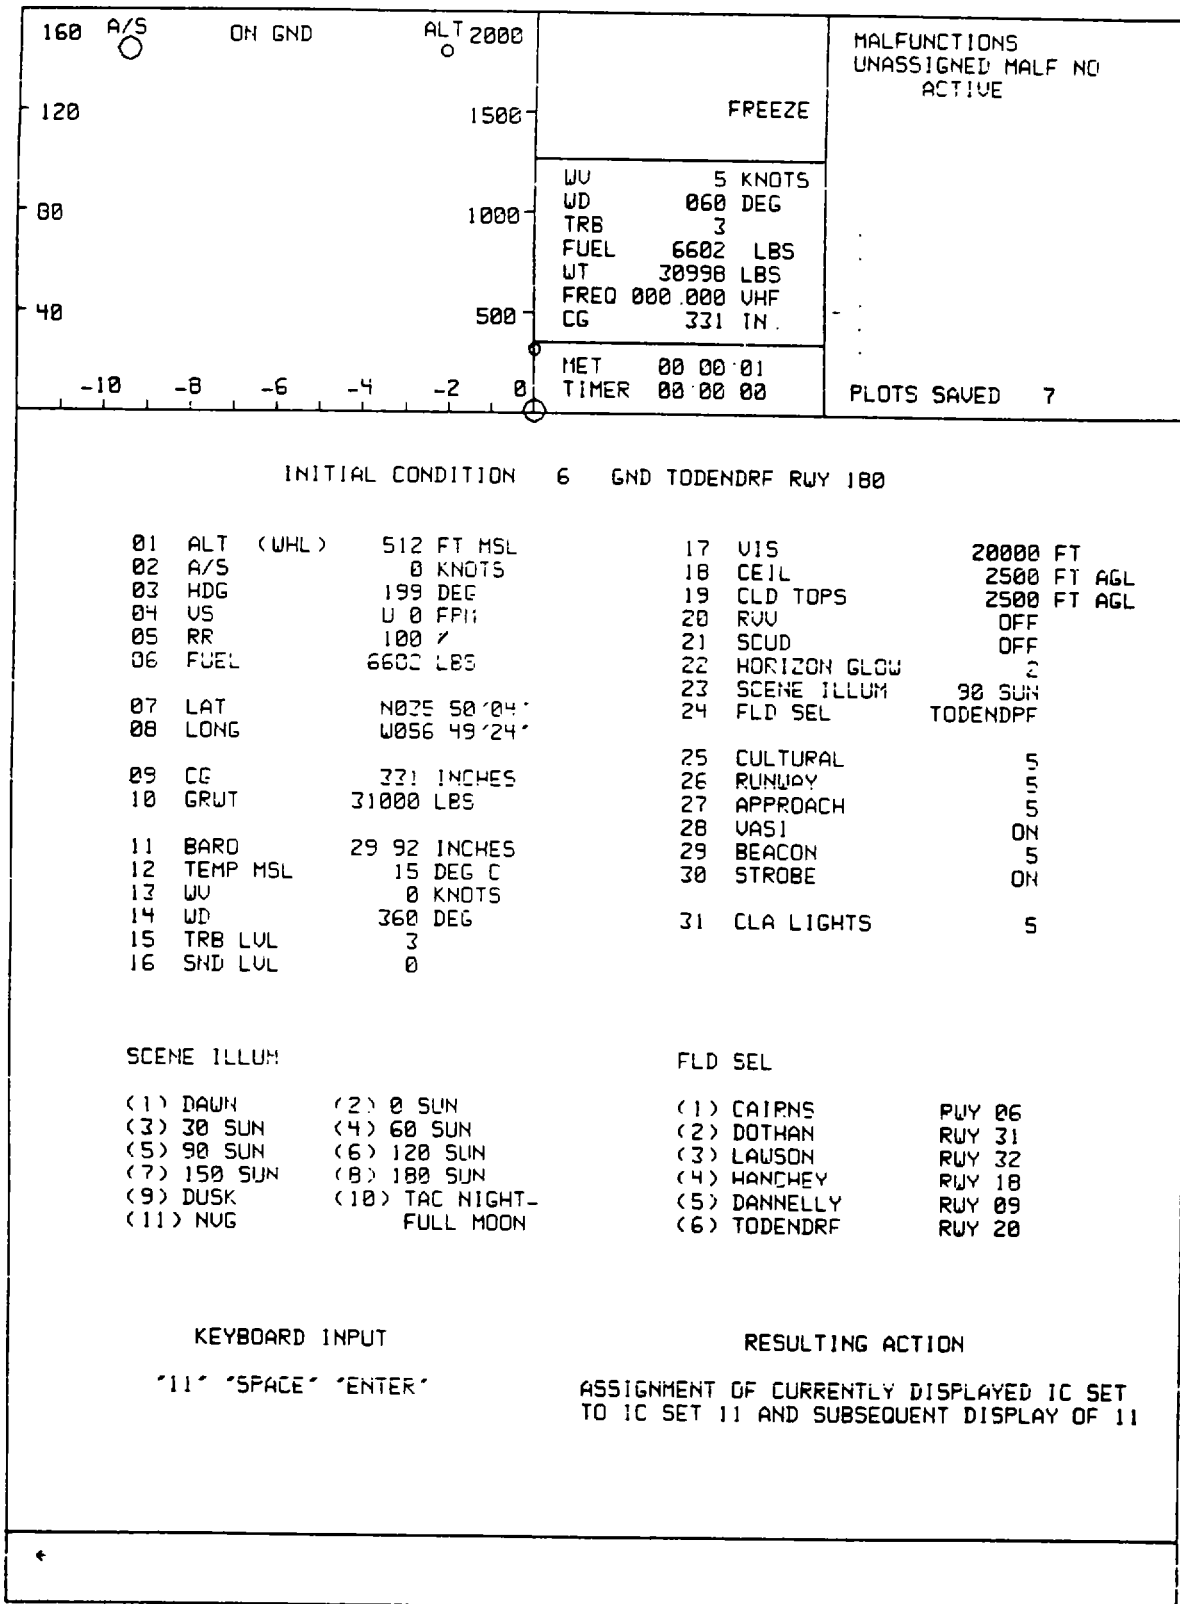 160 A/S ON GND ALT 2000
120 1500
80 1000
40 500
-10 -8 -6 -4 -2 0
FREEZE
WV 5 KNOTS
WD 060 DEG
TRB 3
FUEL 6602 LBS
WT 30998 LBS
FREQ 000.000 VHF
CG 331 IN.
MET 00 00 01
TIMER 00 00 00
MALFUNCTIONS
UNASSIGNED MALF NO
ACTIVE
PLOTS SAVED 7
INITIAL CONDITION 6 GND TODENDRF RWY 180
01 ALT (WHL) 512 FT MSL
02 A/S 0 KNOTS
03 HDG 199 DEG
04 VS U 0 FPM
05 RR 100 %
06 FUEL 6602 LBS
07 LAT N035 50'04"
08 LONG W056 49'24"
09 CG 331 INCHES
10 GRWT 31000 LBS
11 BARO 29 92 INCHES
12 TEMP MSL 15 DEG C
13 WV 0 KNOTS
14 WD 360 DEG
15 TRB LVL 3
16 SND LVL 0
17 VIS 20000 FT
18 CEIL 2500 FT AGL
19 CLD TOPS 2500 FT AGL
20 RVV OFF
21 SCUD OFF
22 HORIZON GLOW 2
23 SCENE ILLUM 90 SUN
24 FLD SEL TODENDRF
25 CULTURAL 5
26 RUNWAY 5
27 APPROACH 5
28 VASI ON
29 BEACON 5
30 STROBE ON
31 CLA LIGHTS 5
SCENE ILLUM
(1) DAWN (2) 0 SUN
(3) 30 SUN (4) 60 SUN
(5) 90 SUN (6) 120 SUN
(7) 150 SUN (8) 180 SUN
(9) DUSK (10) TAC NIGHT-
(11) NVG FULL MOON
FLD SEL
(1) CAIRNS RWY 06
(2) DOTHAN RWY 31
(3) LAWSON RWY 32
(4) HANCHEY RWY 18
(5) DANNELLY RWY 09
(6) TODENDRF RWY 20
KEYBOARD INPUT
"11" "SPACE" "ENTER"
RESULTING ACTION
ASSIGNMENT OF CURRENTLY DISPLAYED IC SET
TO IC SET 11 AND SUBSEQUENT DISPLAY OF 11